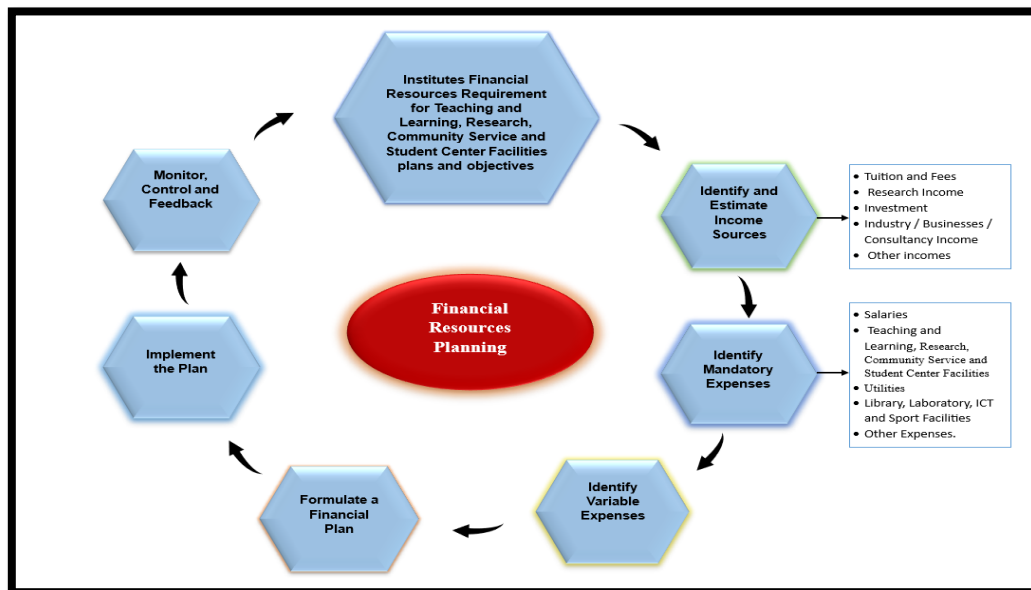 Institutes Financial
Resources Requirement
for Teaching and
Learning, Research,
Community Service and
Student Center Facilities
plans and objectives
Identify and
Estimate
Income
Sources
• Tuition and Fees
• Research Income
• Investment
• Industry / Businesses /
Consultancy Income
• Other incomes
Identify
Mandatory
Expenses
• Salaries
• Teaching and
Learning, Research,
Community Service and
Student Center Facilities
• Utilities
• Library, Laboratory, ICT
and Sport Facilities
• Other Expenses.
Identify
Variable
Expenses
Formulate a
Financial
Plan
Implement
the Plan
Monitor,
Control and
Feedback
Financial
Resources
Planning